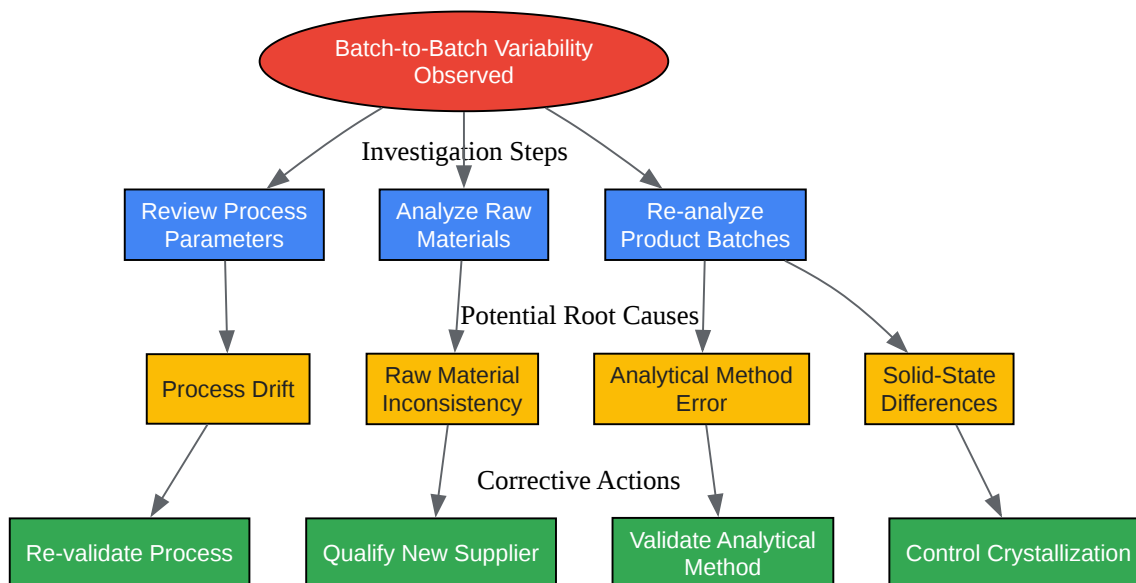 Batch-to-Batch Variability
Observed
Investigation Steps
Review Process
Parameters
Analyze Raw
Materials
Re-analyze
Product Batches
Potential Root Causes
Process Drift
Raw Material
Inconsistency
Analytical Method
Error
Solid-State
Differences
Corrective Actions
Re-validate Process
Qualify New Supplier
Validate Analytical
Method
Control Crystallization